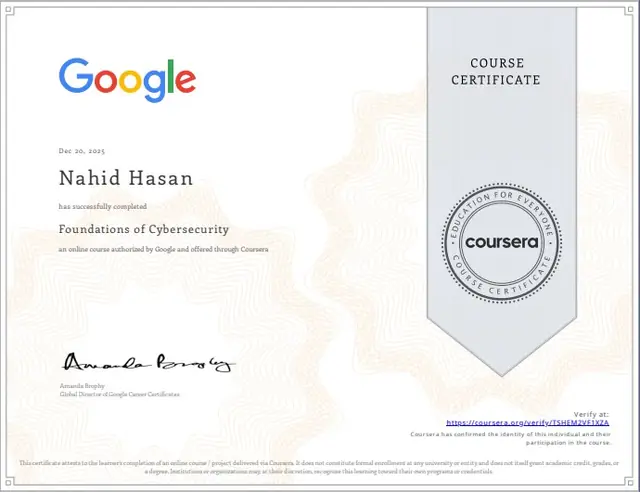 Google
COURSE
CERTIFICATE
Dec 20, 2025
Nahid Hasan
has successfully completed
Foundations of Cybersecurity
an online course authorized by Google and offered through Coursera
EDUCATION FOR EVERYONE
coursera
COURSE CERTIFICATE
Amanda Brophy
Amanda Brophy
Global Director of Google Career Certificates
Verify at:
https://coursera.org/verify/TSHEM2VF1XZA
Coursera has confirmed the identity of this individual and their
participation in the course.
This certificate attests to the learner's completion of an online course / project delivered via Coursera. It does not constitute formal enrollment at any university or entity and does not itself grant academic credit, grades, or
a degree. Institutions or organizations may, at their discretion, recognize this learning toward their own programs or credentials.